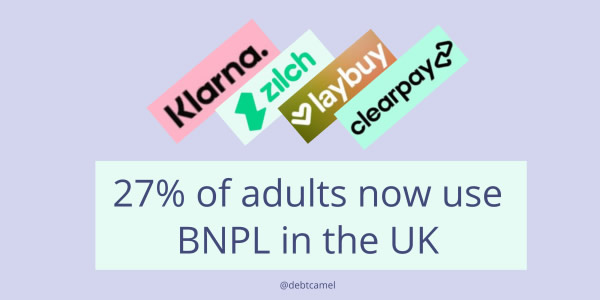 Klarna.
zilch
laybuy
clearpay
27% of adults now use
BNPL in the UK
@debtcamel